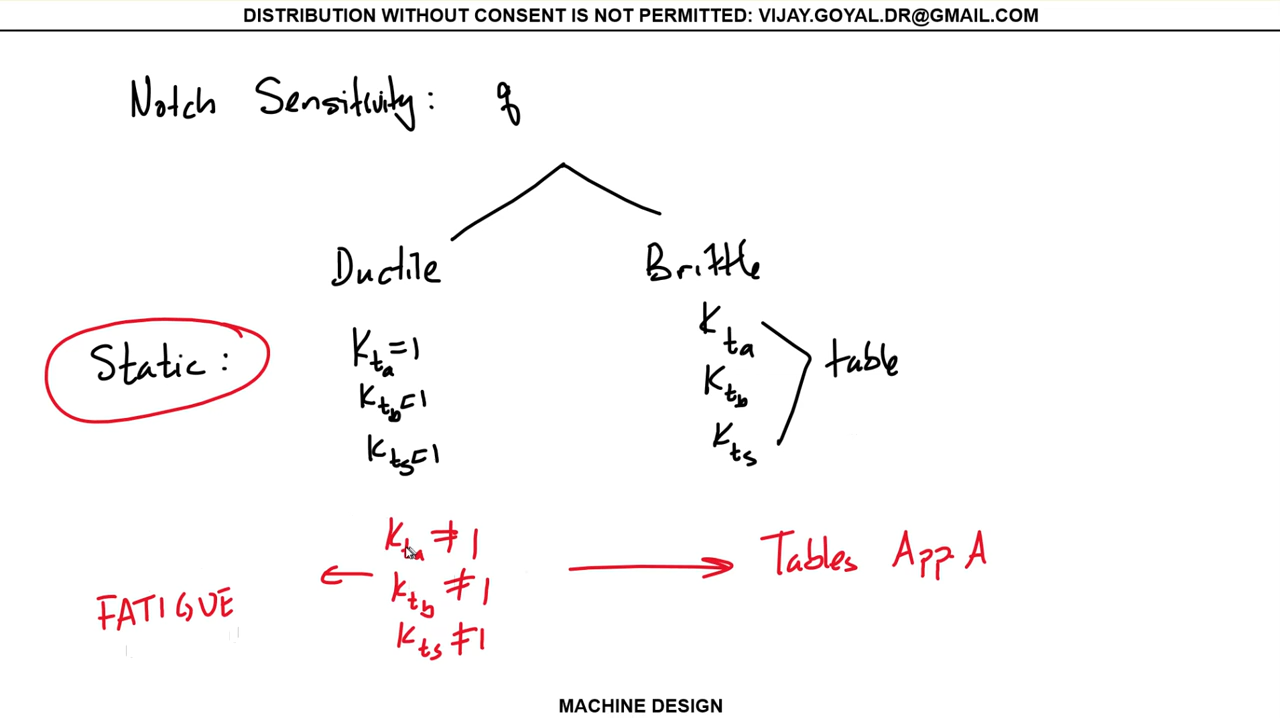 DISTRIBUTION WITHOUT CONSENT IS NOT PERMITTED: VIJAY.GOYAL.DR@GMAIL.COM
Notch Sensitivity: q
Ductile Brittle
Static:
Kta=1
Ktb=1
Kts=1
Kta
Ktb
Kts
table
Kta ≠ 1
Ktb ≠ 1
Kts ≠ 1
Tables App A
FATIGUE
MACHINE DESIGN